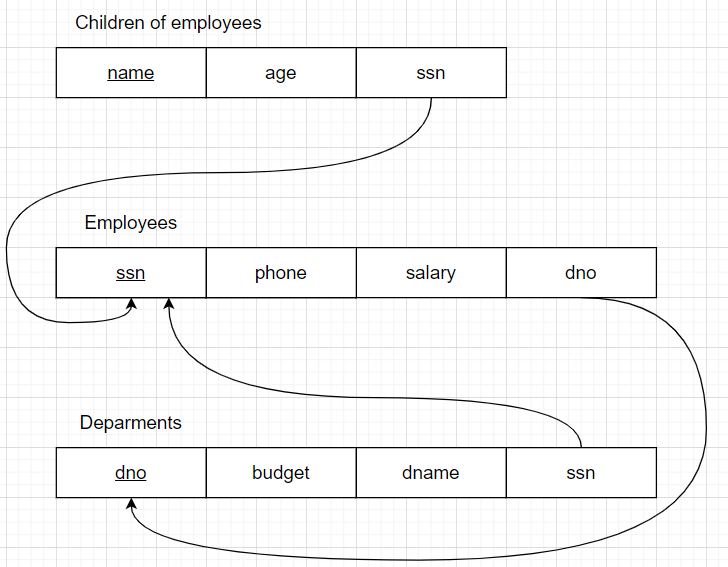 Children of employees
name age ssn
Employees
ssn phone salary dno
Deparments
dno budget dname ssn